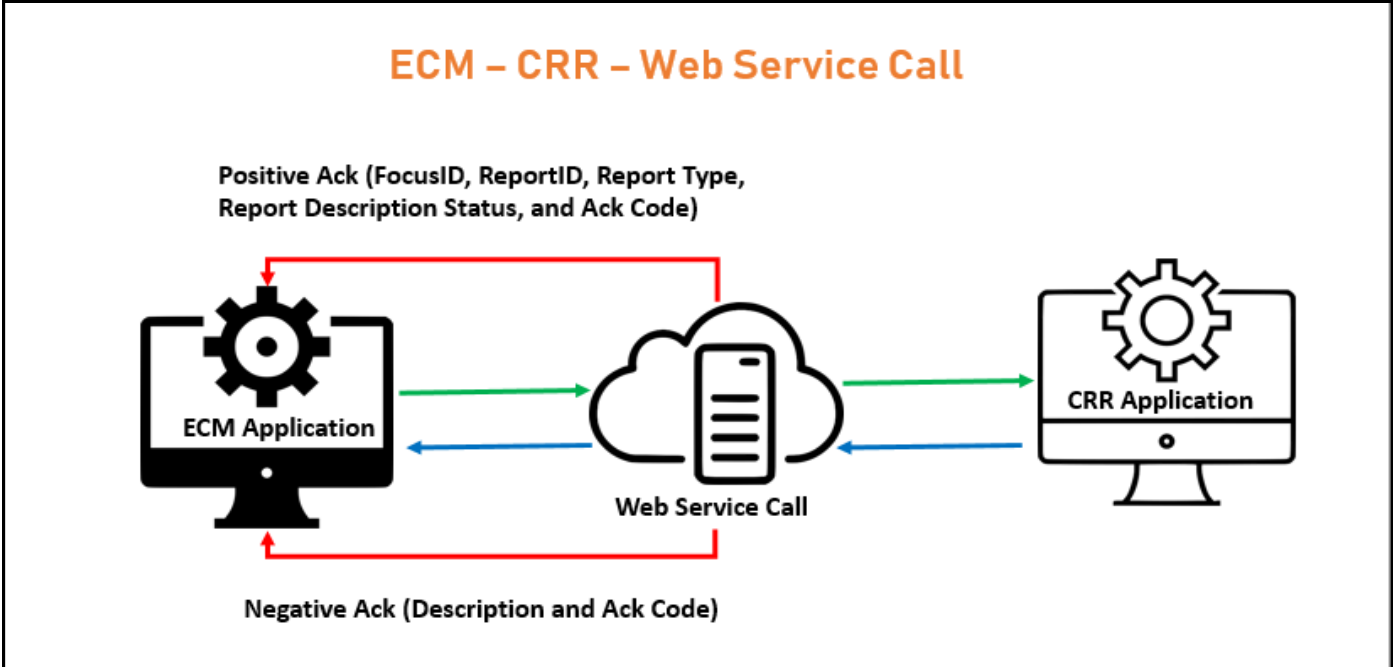 ECM – CRR – Web Service Call
Positive Ack (FocusID, ReportID, Report Type,
Report Description Status, and Ack Code)
ECM Application
CRR Application
Web Service Call
Negative Ack (Description and Ack Code)